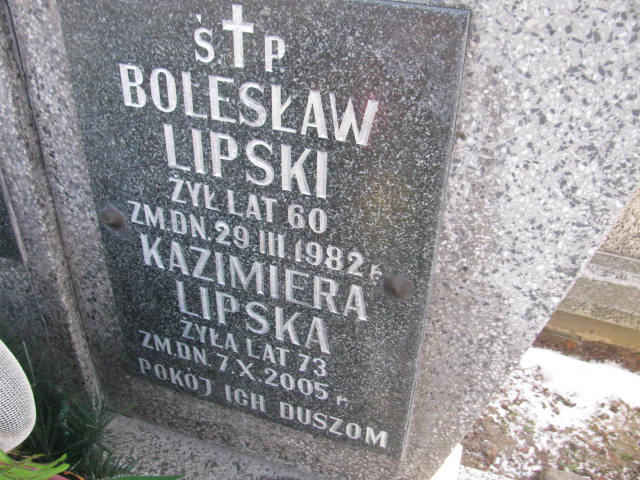 Ś P
BOLESŁAW
LIPSKI
ŻYŁ LAT 60
ZM.DN. 29 III 1982 r.
KAZIMIERA
LIPSKA
ŻYŁA LAT 73
ZM.DN. 7 X 2005 r.
POKÓJ ICH DUSZOM